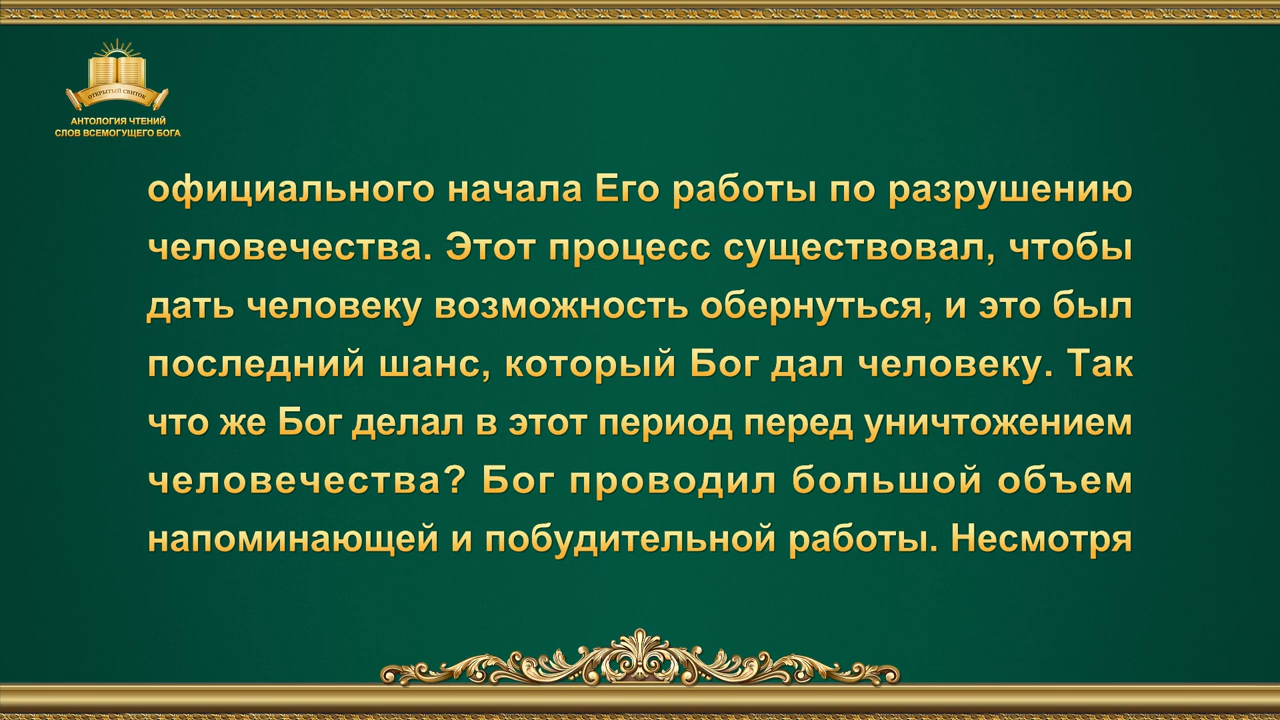 ОТКРЫТЫЙ СВИТОК
АНТОЛОГИЯ ЧТЕНИЙ
СЛОВ ВСЕМОГУЩЕГО БОГА
официального начала Его работы по разрушению
человечества. Этот процесс существовал, чтобы
дать человеку возможность обернуться, и это был
последний шанс, который Бог дал человеку. Так
что же Бог делал в этот период перед уничтожением
человечества? Бог проводил большой объем
напоминающей и побудительной работы. Несмотря